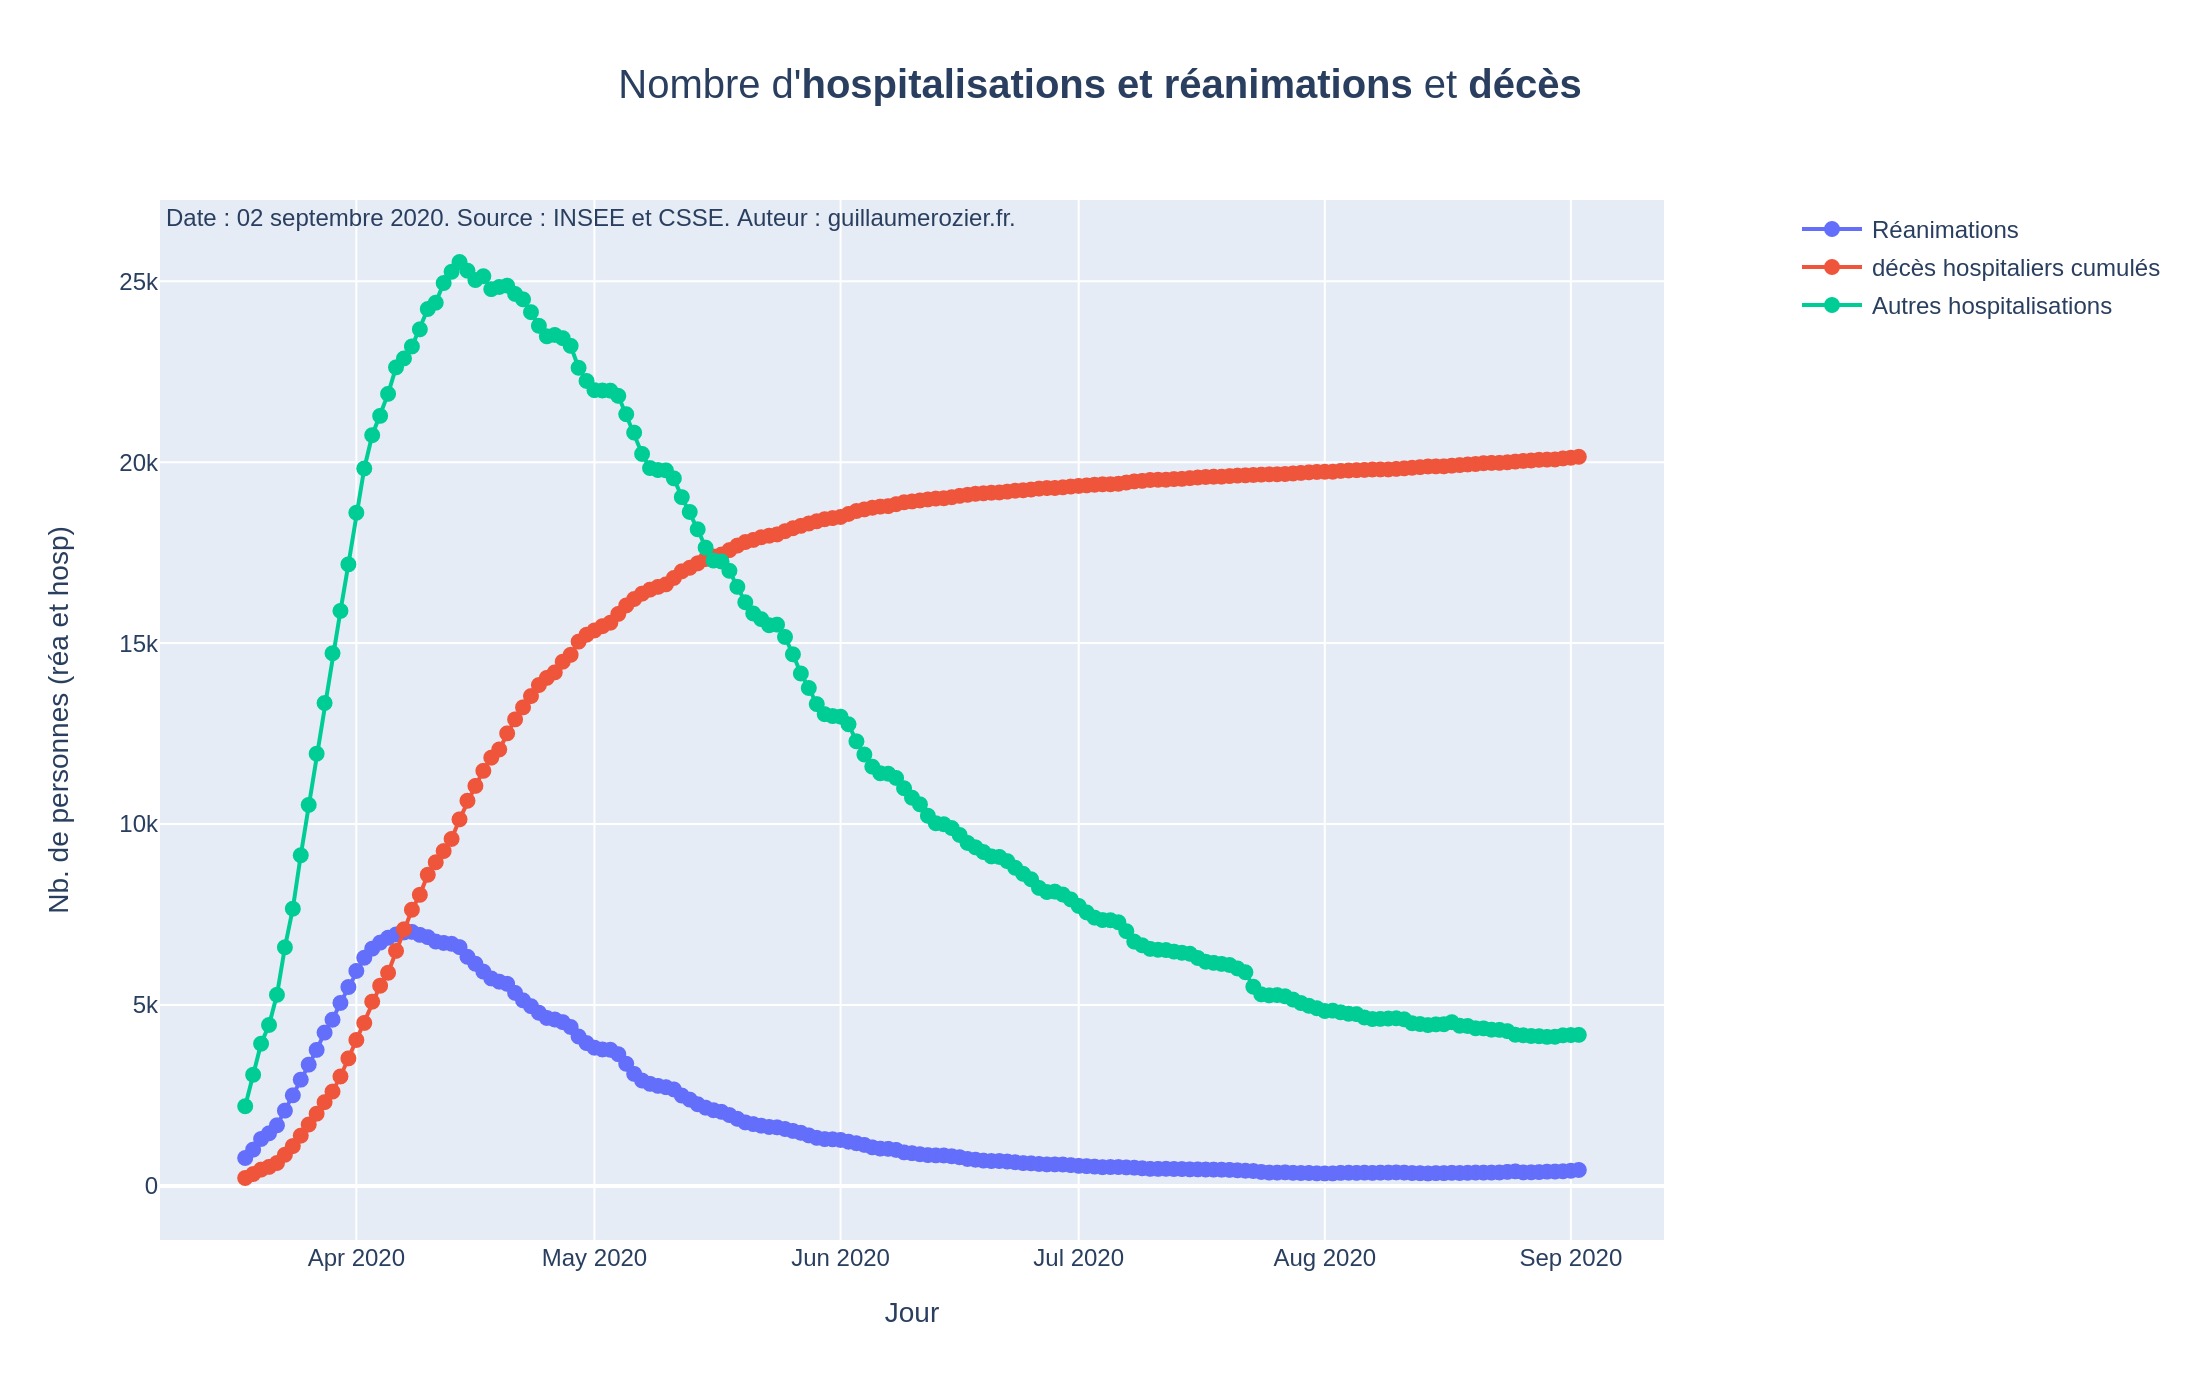 Nombre d'hospitalisations et réanimations et décès
Date : 02 septembre 2020. Source : INSEE et CSSE. Auteur : guillaumerozier.fr.
Réanimations
décès hospitaliers cumulés
Autres hospitalisations
Nb. de personnes (réa et hosp)
25k
20k
15k
10k
5k
0
Apr 2020 May 2020 Jun 2020 Jul 2020 Aug 2020 Sep 2020
Jour